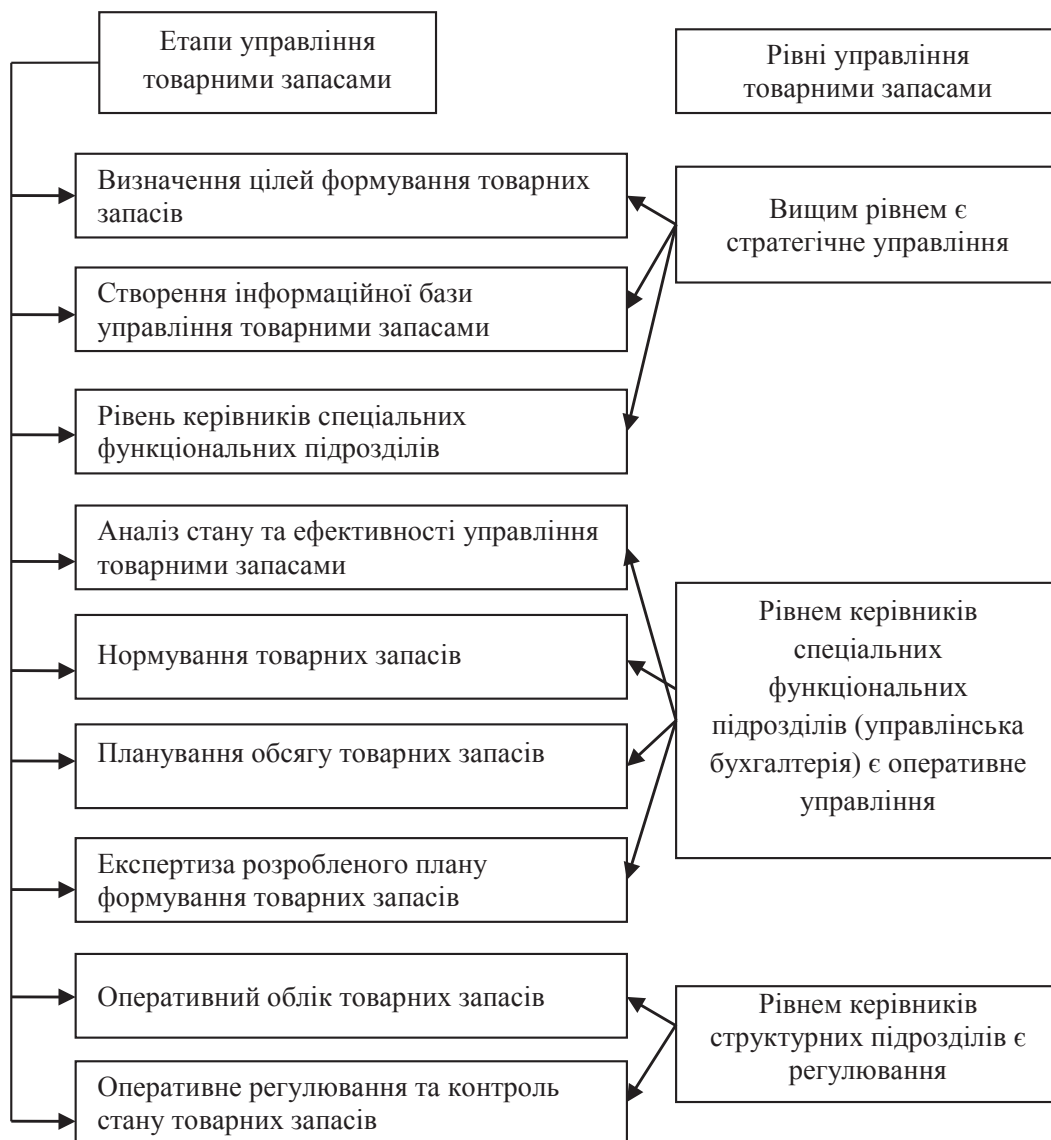 Етапи управління
товарними запасами
Рівні управління
товарними запасами
Визначення цілей формування товарних
запасів
Вищим рівнем є
стратегічне управління
Створення інформаційної бази
управління товарними запасами
Рівень керівників спеціальних
функціональних підрозділів
Аналіз стану та ефективності управління
товарними запасами
Нормування товарних запасів
Рівнем керівників
спеціальних
функціональних
підрозділів (управлінська
бухгалтерія) є оперативне
управління
Планування обсягу товарних запасів
Експертиза розробленого плану
формування товарних запасів
Оперативний облік товарних запасів
Рівнем керівників
структурних підрозділів є
регулювання
Оперативне регулювання та контроль
стану товарних запасів